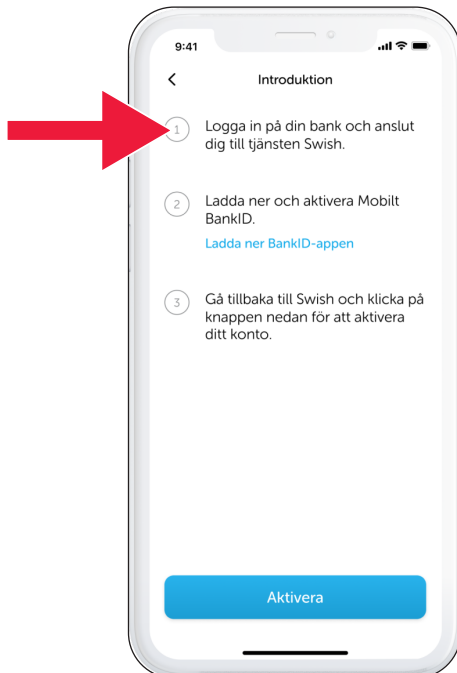 9:41
Introduktion
1
Logga in på din bank och anslut
dig till tjänsten Swish.
2
Ladda ner och aktivera Mobilt
BankID.
Ladda ner BankID-appen
3
Gå tillbaka till Swish och klicka på
knappen nedan för att aktivera
ditt konto.
Aktivera